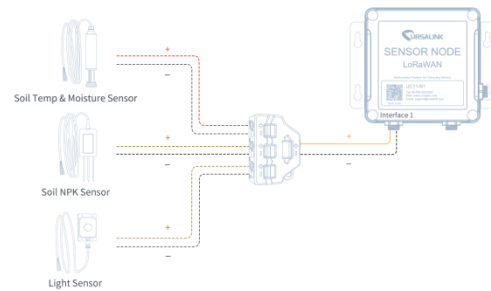 URSALINK
SENSOR NODE
LoRaWAN
Interface 1
+
–
Soil Temp & Moisture Sensor
+
–
Soil NPK Sensor
+
–
+
–
Light Sensor